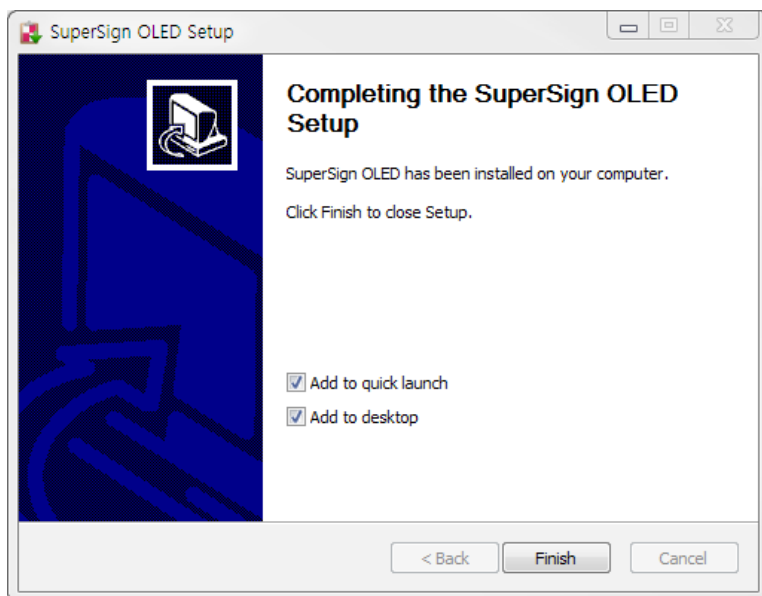 SuperSign OLED Setup
Completing the SuperSign OLED
Setup
SuperSign OLED has been installed on your computer.
Click Finish to close Setup.
Add to quick launch
Add to desktop
< Back Finish Cancel